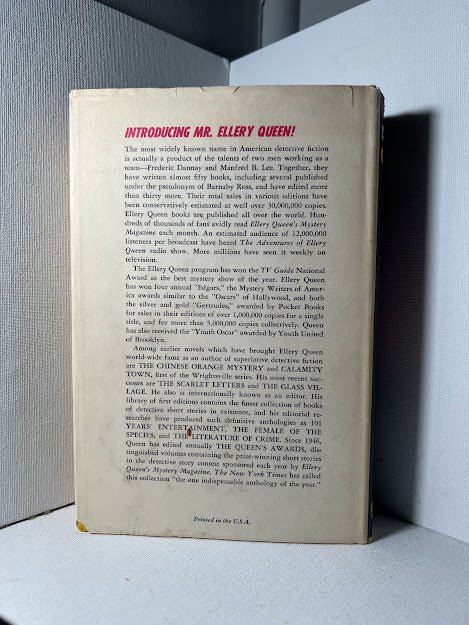 INTRODUCING MR. ELLERY QUEEN!
The most widely known name in American detective fiction
is actually a product of the talents of two men working as a
team—Frederic Dannay and Manfred B. Lee. Together, they
have written almost fifty books, including several published
under the pseudonym of Barnaby Ross, and have edited more
than thirty more. Their total sales in various editions have
been conservatively estimated at well over 30,000,000 copies.
Ellery Queen books are published all over the world. Hun-
dreds of thousands of fans avidly read Ellery Queen's Mystery
Magazine each month. An estimated audience of 12,000,000
listeners per broadcast have heard The Adventures of Ellery
Queen radio show. More millions have seen it weekly on
television.
The Ellery Queen program has won the TV Guide National
Award as the best mystery show of the year. Ellery Queen
has won four annual "Edgars," the Mystery Writers of Amer-
ica awards similar to the "Oscars" of Hollywood, and both
the silver and gold "Gertrudes," awarded by Pocket Books
for sales in their editions of over 1,000,000 copies for a single
title, and for more than 5,000,000 copies collectively. Queen
has also received the "Youth Oscar" awarded by Youth United
of Brooklyn.
Among earlier novels which have brought Ellery Queen
world-wide fame as an author of superlative detective fiction
are THE CHINESE ORANGE MYSTERY and CALAMITY
TOWN, first of the Wrightsville series. His most recent suc-
cesses are THE SCARLET LETTERS and THE GLASS VIL-
LAGE. He also is internationally known as an editor. His
library of first editions contains the finest collection of books
of detective short stories in existence, and his editorial re-
searches have produced such definitive anthologies as 101
YEARS' ENTERTAINMENT, THE FEMALE OF THE
SPECIES, and THE LITERATURE OF CRIME. Since 1946,
Queen has edited annually THE QUEEN'S AWARDS, dis-
tinguished volumes containing the prize-winning short stories
in the detective story contest sponsored each year by Ellery
Queen's Mystery Magazine. The New York Times has called
this collection "the one indispensable anthology of the year."
Printed in the U.S.A.